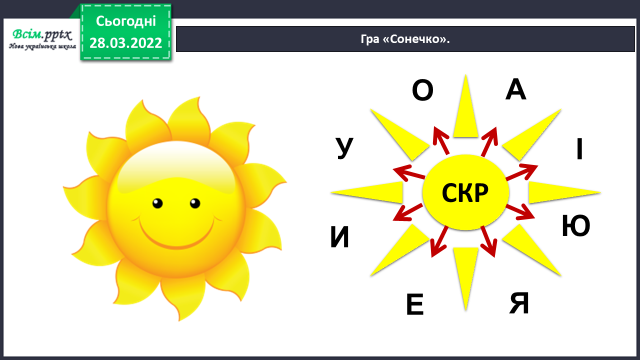 Всім.pptx
Нова українська школа
Сьогодні
28.03.2022
Гра «Сонечко».
О
А
У
І
СКР
И
Ю
Е
Я